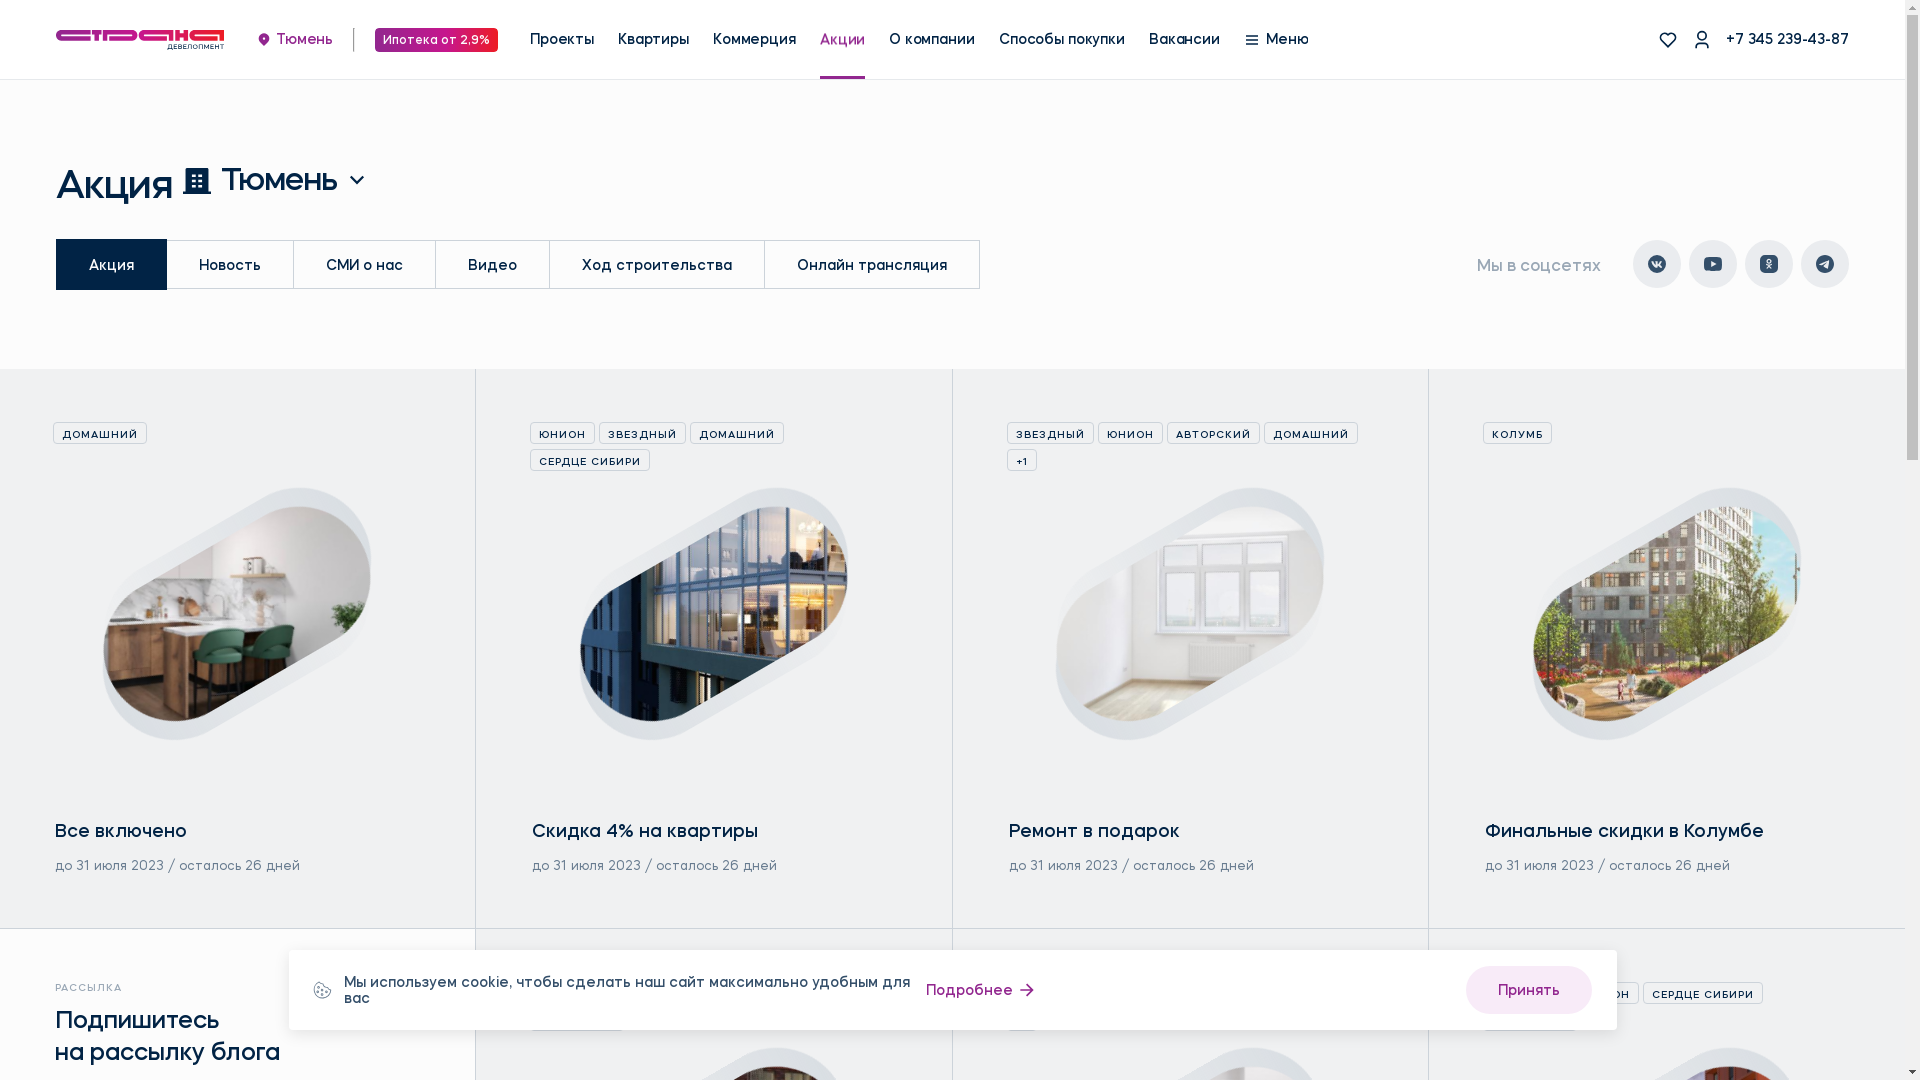 страна
ДЕВЕЛОПМЕНТ
Тюмень
Ипотека от 2,9%
Проекты
Квартиры
Коммерция
Акции
О компании
Способы покупки
Вакансии
Меню
+7 345 239-43-87
Акция Тюмень
Акция
Новость
СМИ о нас
Видео
Ход строительства
Онлайн трансляция
Мы в соцсетях
ДОМАШНИЙ
ЮНИОН ЗВЕЗДНЫЙ ДОМАШНИЙ
СЕРДЦЕ СИБИРИ
ЗВЕЗДНЫЙ ЮНИОН АВТОРСКИЙ ДОМАШНИЙ
+1
КОЛУМБ
Все включено
до 31 июля 2023 / осталось 26 дней
Скидка 4% на квартиры
до 31 июля 2023 / осталось 26 дней
Ремонт в подарок
до 31 июля 2023 / осталось 26 дней
Финальные скидки в Колумбе
до 31 июля 2023 / осталось 26 дней
РАССЫЛКА
Подпишитесь
на рассылку блога
СЕРДЦЕ СИБИРИ
Мы используем cookie, чтобы сделать наш сайт максимально удобным для
вас
Подробнее
Принять